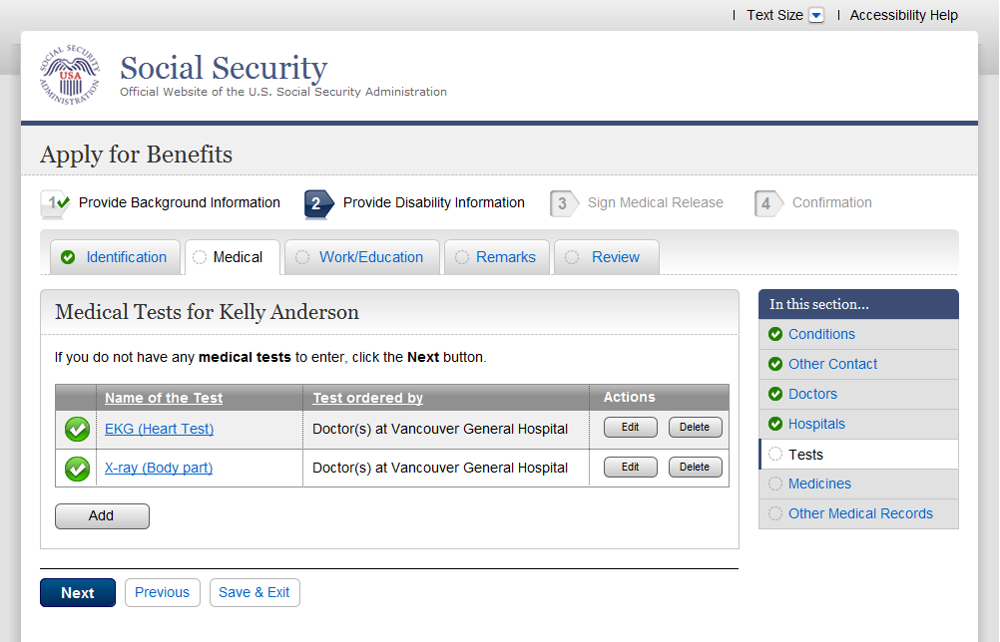 Text Size
Accessibility Help
SOCIAL SECURITY ADMINISTRATION
USA
Social Security
Official Website of the U.S. Social Security Administration
Apply for Benefits
1 Provide Background Information
2 Provide Disability Information
3 Sign Medical Release
4 Confirmation
Identification
Medical
Work/Education
Remarks
Review
Medical Tests for Kelly Anderson
If you do not have any medical tests to enter, click the Next button.
Name of the Test Test ordered by Actions
EKG (Heart Test) Doctor(s) at Vancouver General Hospital Edit Delete
X-ray (Body part) Doctor(s) at Vancouver General Hospital Edit Delete
Add
Next Previous Save & Exit
In this section...
Conditions
Other Contact
Doctors
Hospitals
Tests
Medicines
Other Medical Records